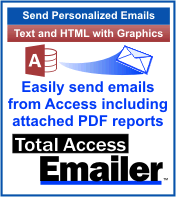 Send Personalized Emails
Text and HTML with Graphics
A
Easily send emails
from Access including
attached PDF reports
Total Access
Emailer™